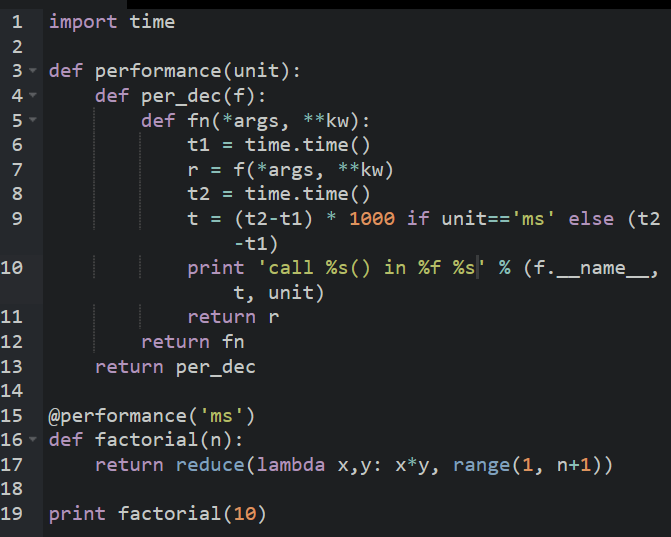 1 import time
2
3 def performance(unit):
4     def per_dec(f):
5         def fn(*args, **kw):
6             t1 = time.time()
7             r = f(*args, **kw)
8             t2 = time.time()
9             t = (t2-t1) * 1000 if unit=='ms' else (t2
                -t1)
10             print 'call %s() in %f %s' % (f.__name__,
                t, unit)
11             return r
12         return fn
13     return per_dec
14
15 @performance('ms')
16 def factorial(n):
17     return reduce(lambda x,y: x*y, range(1, n+1))
18
19 print factorial(10)